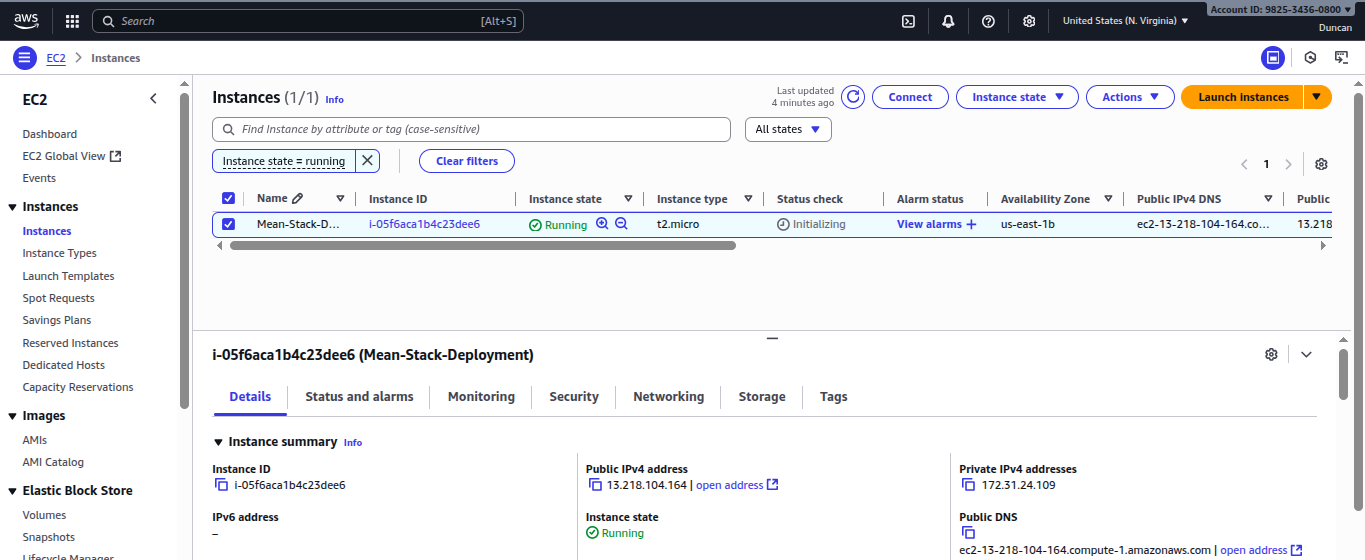 aws
Search [Alt+S]
United States (N. Virginia)
Account ID: 9825-3436-0800
Duncan
EC2 Instances
EC2
Dashboard
EC2 Global View
Events
Instances
Instances
Instance Types
Launch Templates
Spot Requests
Savings Plans
Reserved Instances
Dedicated Hosts
Capacity Reservations
Images
AMIs
AMI Catalog
Elastic Block Store
Volumes
Snapshots
Lifecycle Manager
Instances (1/1) Info
Last updated
4 minutes ago
Connect
Instance state
Actions
Launch instances
Find Instance by attribute or tag (case-sensitive)
All states
Instance state = running
Clear filters
1
Name Instance ID Instance state Instance type Status check Alarm status Availability Zone Public IPv4 DNS Public
Mean-Stack-D... i-05f6aca1b4c23dee6 Running t2.micro Initializing View alarms + us-east-1b ec2-13-218-104-164.co... 13.218
i-05f6aca1b4c23dee6 (Mean-Stack-Deployment)
Details Status and alarms Monitoring Security Networking Storage Tags
Instance summary Info
Instance ID
i-05f6aca1b4c23dee6
Public IPv4 address
13.218.104.164 | open address
Private IPv4 addresses
172.31.24.109
IPv6 address
–
Instance state
Running
Public DNS
ec2-13-218-104-164.compute-1.amazonaws.com | open address